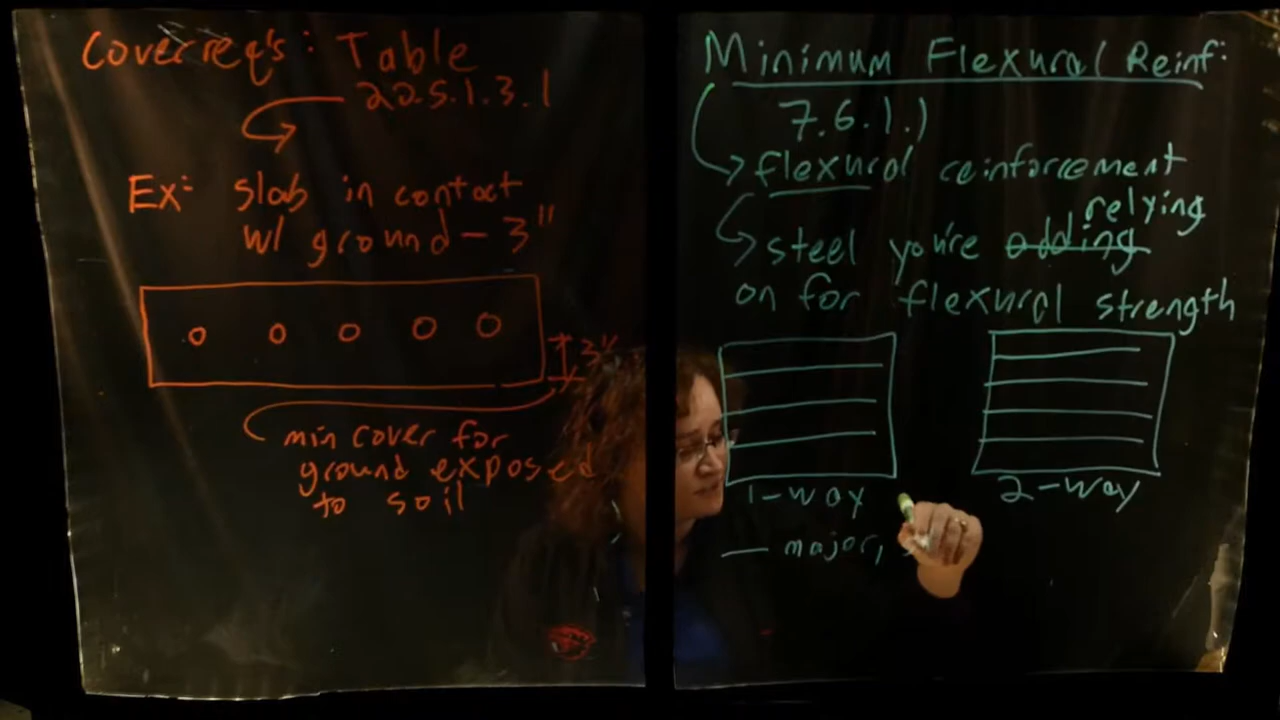 Cover req's: Table
22.5.1.3.1
Ex: slab in contact
w/ ground - 3"
3"
min cover for
ground exposed
to soil
Minimum Flexural Reinf:
7.6.1.1
flexural reinforcement
relying
steel you're adding
on for flexural strength
1-way
2-way
— major,